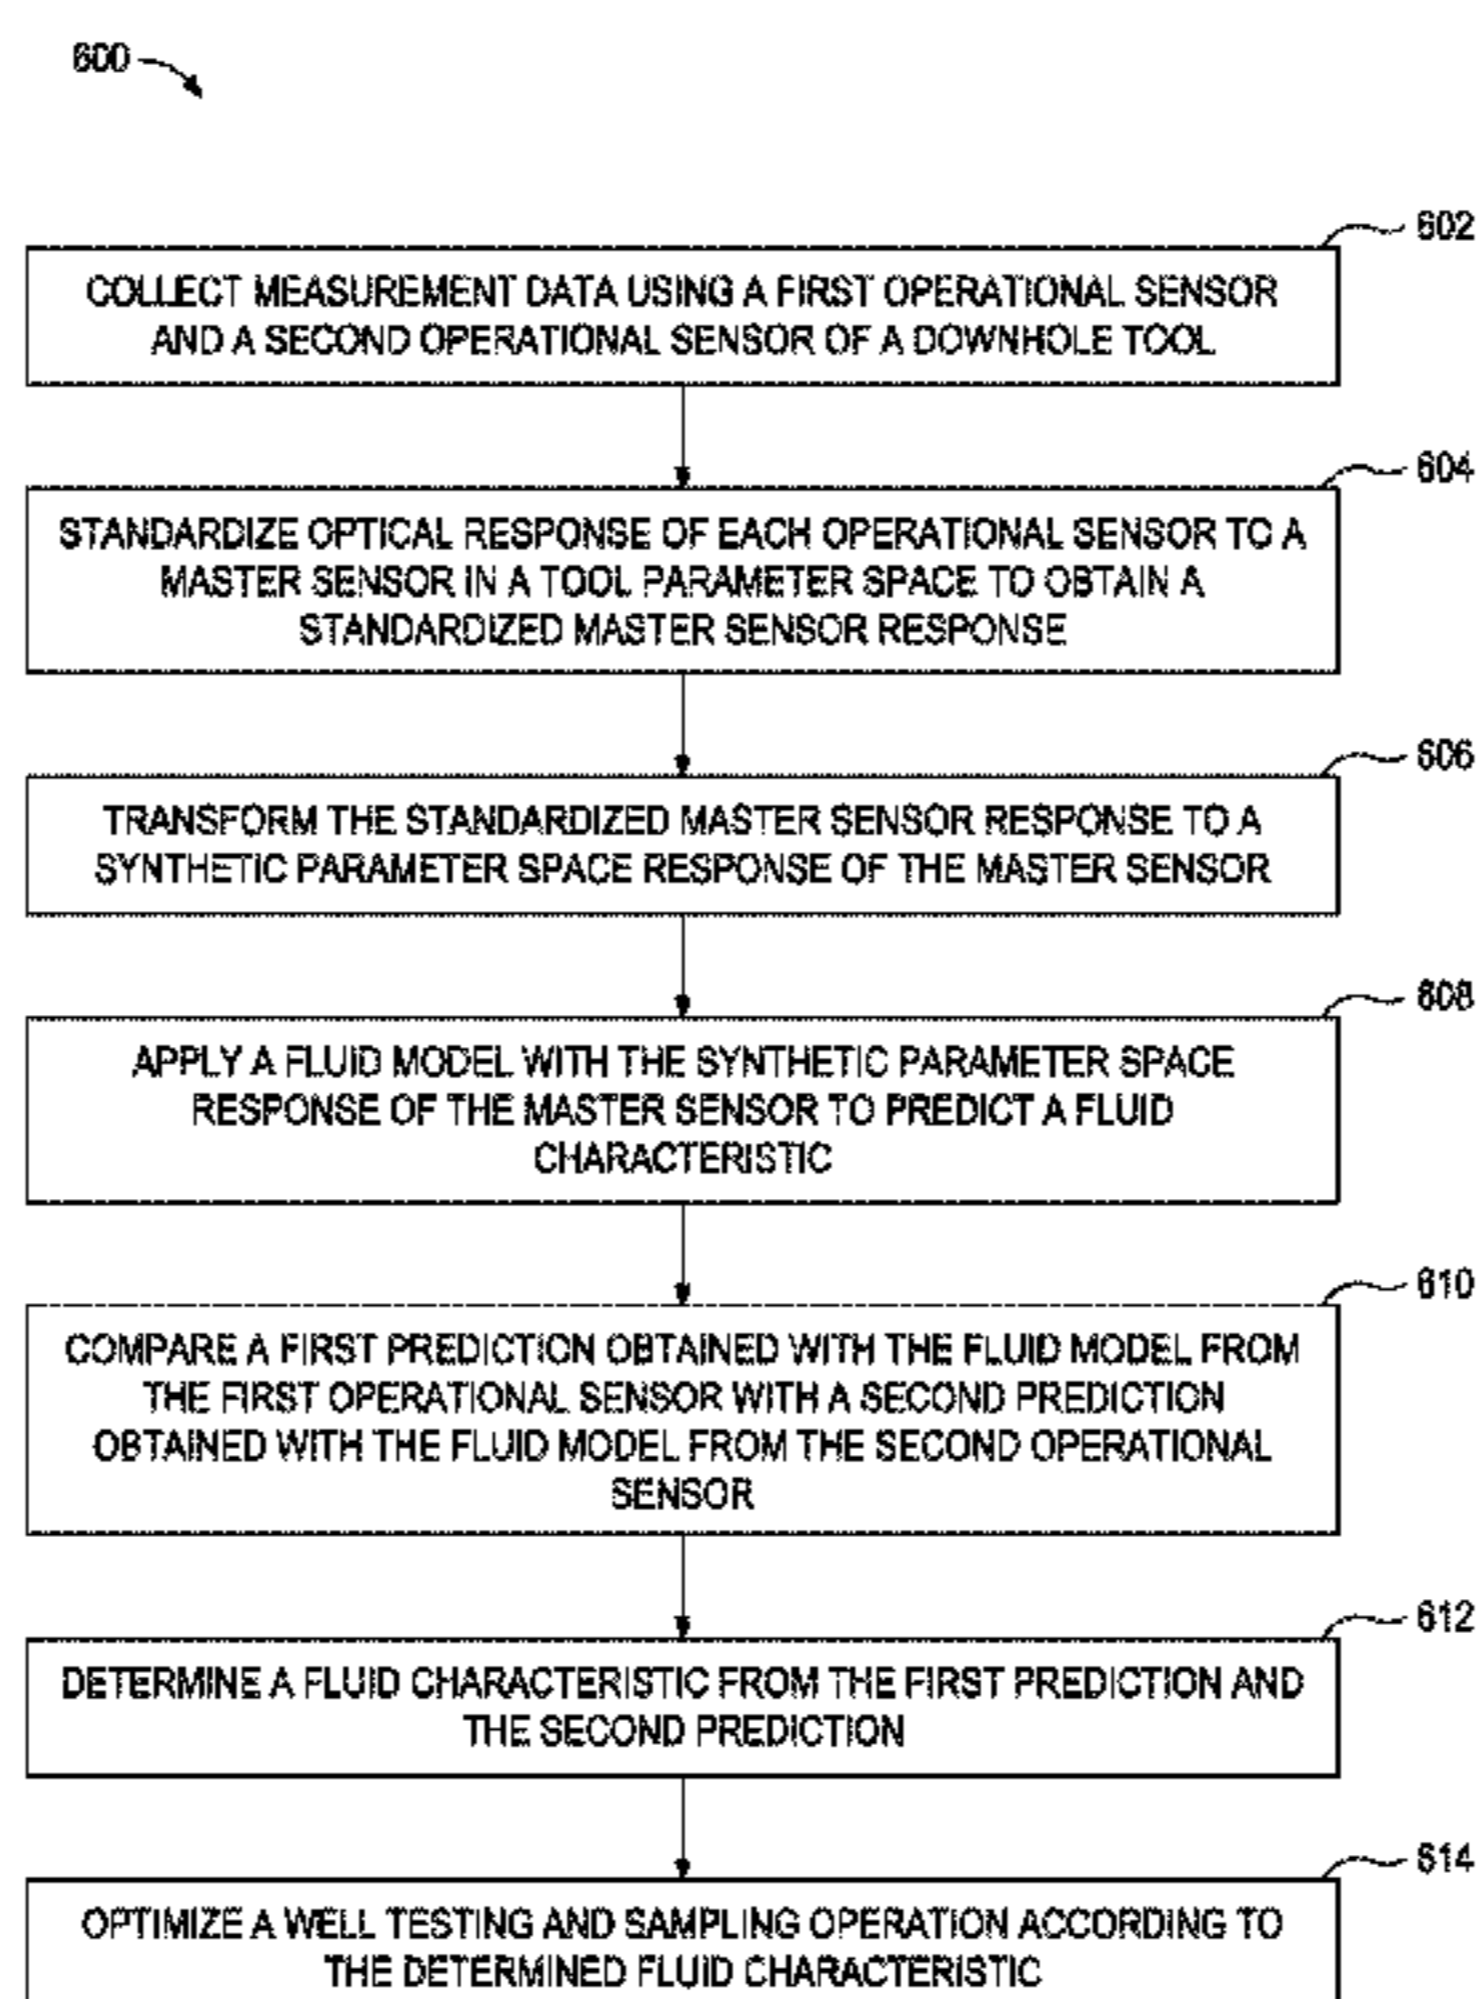 600
602
COLLECT MEASUREMENT DATA USING A FIRST OPERATIONAL SENSOR
AND A SECOND OPERATIONAL SENSOR OF A DOWNHOLE TOOL
604
STANDARDIZE OPTICAL RESPONSE OF EACH OPERATIONAL SENSOR TO A
MASTER SENSOR IN A TOOL PARAMETER SPACE TO OBTAIN A
STANDARDIZED MASTER SENSOR RESPONSE
606
TRANSFORM THE STANDARDIZED MASTER SENSOR RESPONSE TO A
SYNTHETIC PARAMETER SPACE RESPONSE OF THE MASTER SENSOR
608
APPLY A FLUID MODEL WITH THE SYNTHETIC PARAMETER SPACE
RESPONSE OF THE MASTER SENSOR TO PREDICT A FLUID
CHARACTERISTIC
610
COMPARE A FIRST PREDICTION OBTAINED WITH THE FLUID MODEL FROM
THE FIRST OPERATIONAL SENSOR WITH A SECOND PREDICTION
OBTAINED WITH THE FLUID MODEL FROM THE SECOND OPERATIONAL
SENSOR
612
DETERMINE A FLUID CHARACTERISTIC FROM THE FIRST PREDICTION AND
THE SECOND PREDICTION
614
OPTIMIZE A WELL TESTING AND SAMPLING OPERATION ACCORDING TO
THE DETERMINED FLUID CHARACTERISTIC